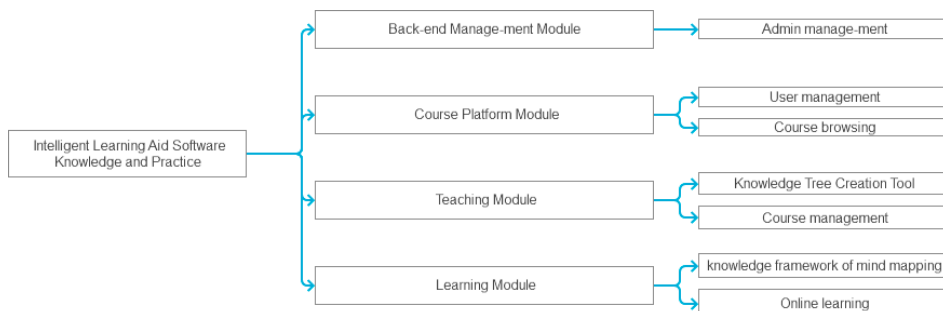 Intelligent Learning Aid Software
Knowledge and Practice
Back-end Manage-ment Module
Admin manage-ment
Course Platform Module
User management
Course browsing
Teaching Module
Knowledge Tree Creation Tool
Course management
Learning Module
knowledge framework of mind mapping
Online learning